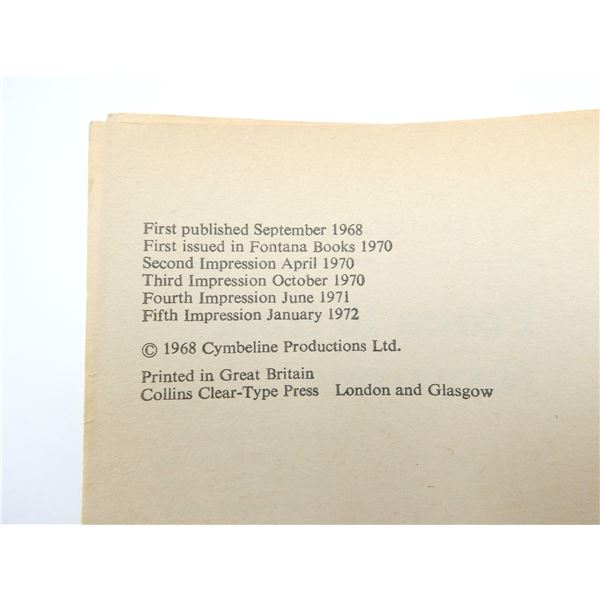 First published September 1968
First issued in Fontana Books 1970
Second Impression April 1970
Third Impression October 1970
Fourth Impression June 1971
Fifth Impression January 1972
© 1968 Cymbeline Productions Ltd.
Printed in Great Britain
Collins Clear-Type Press London and Glasgow